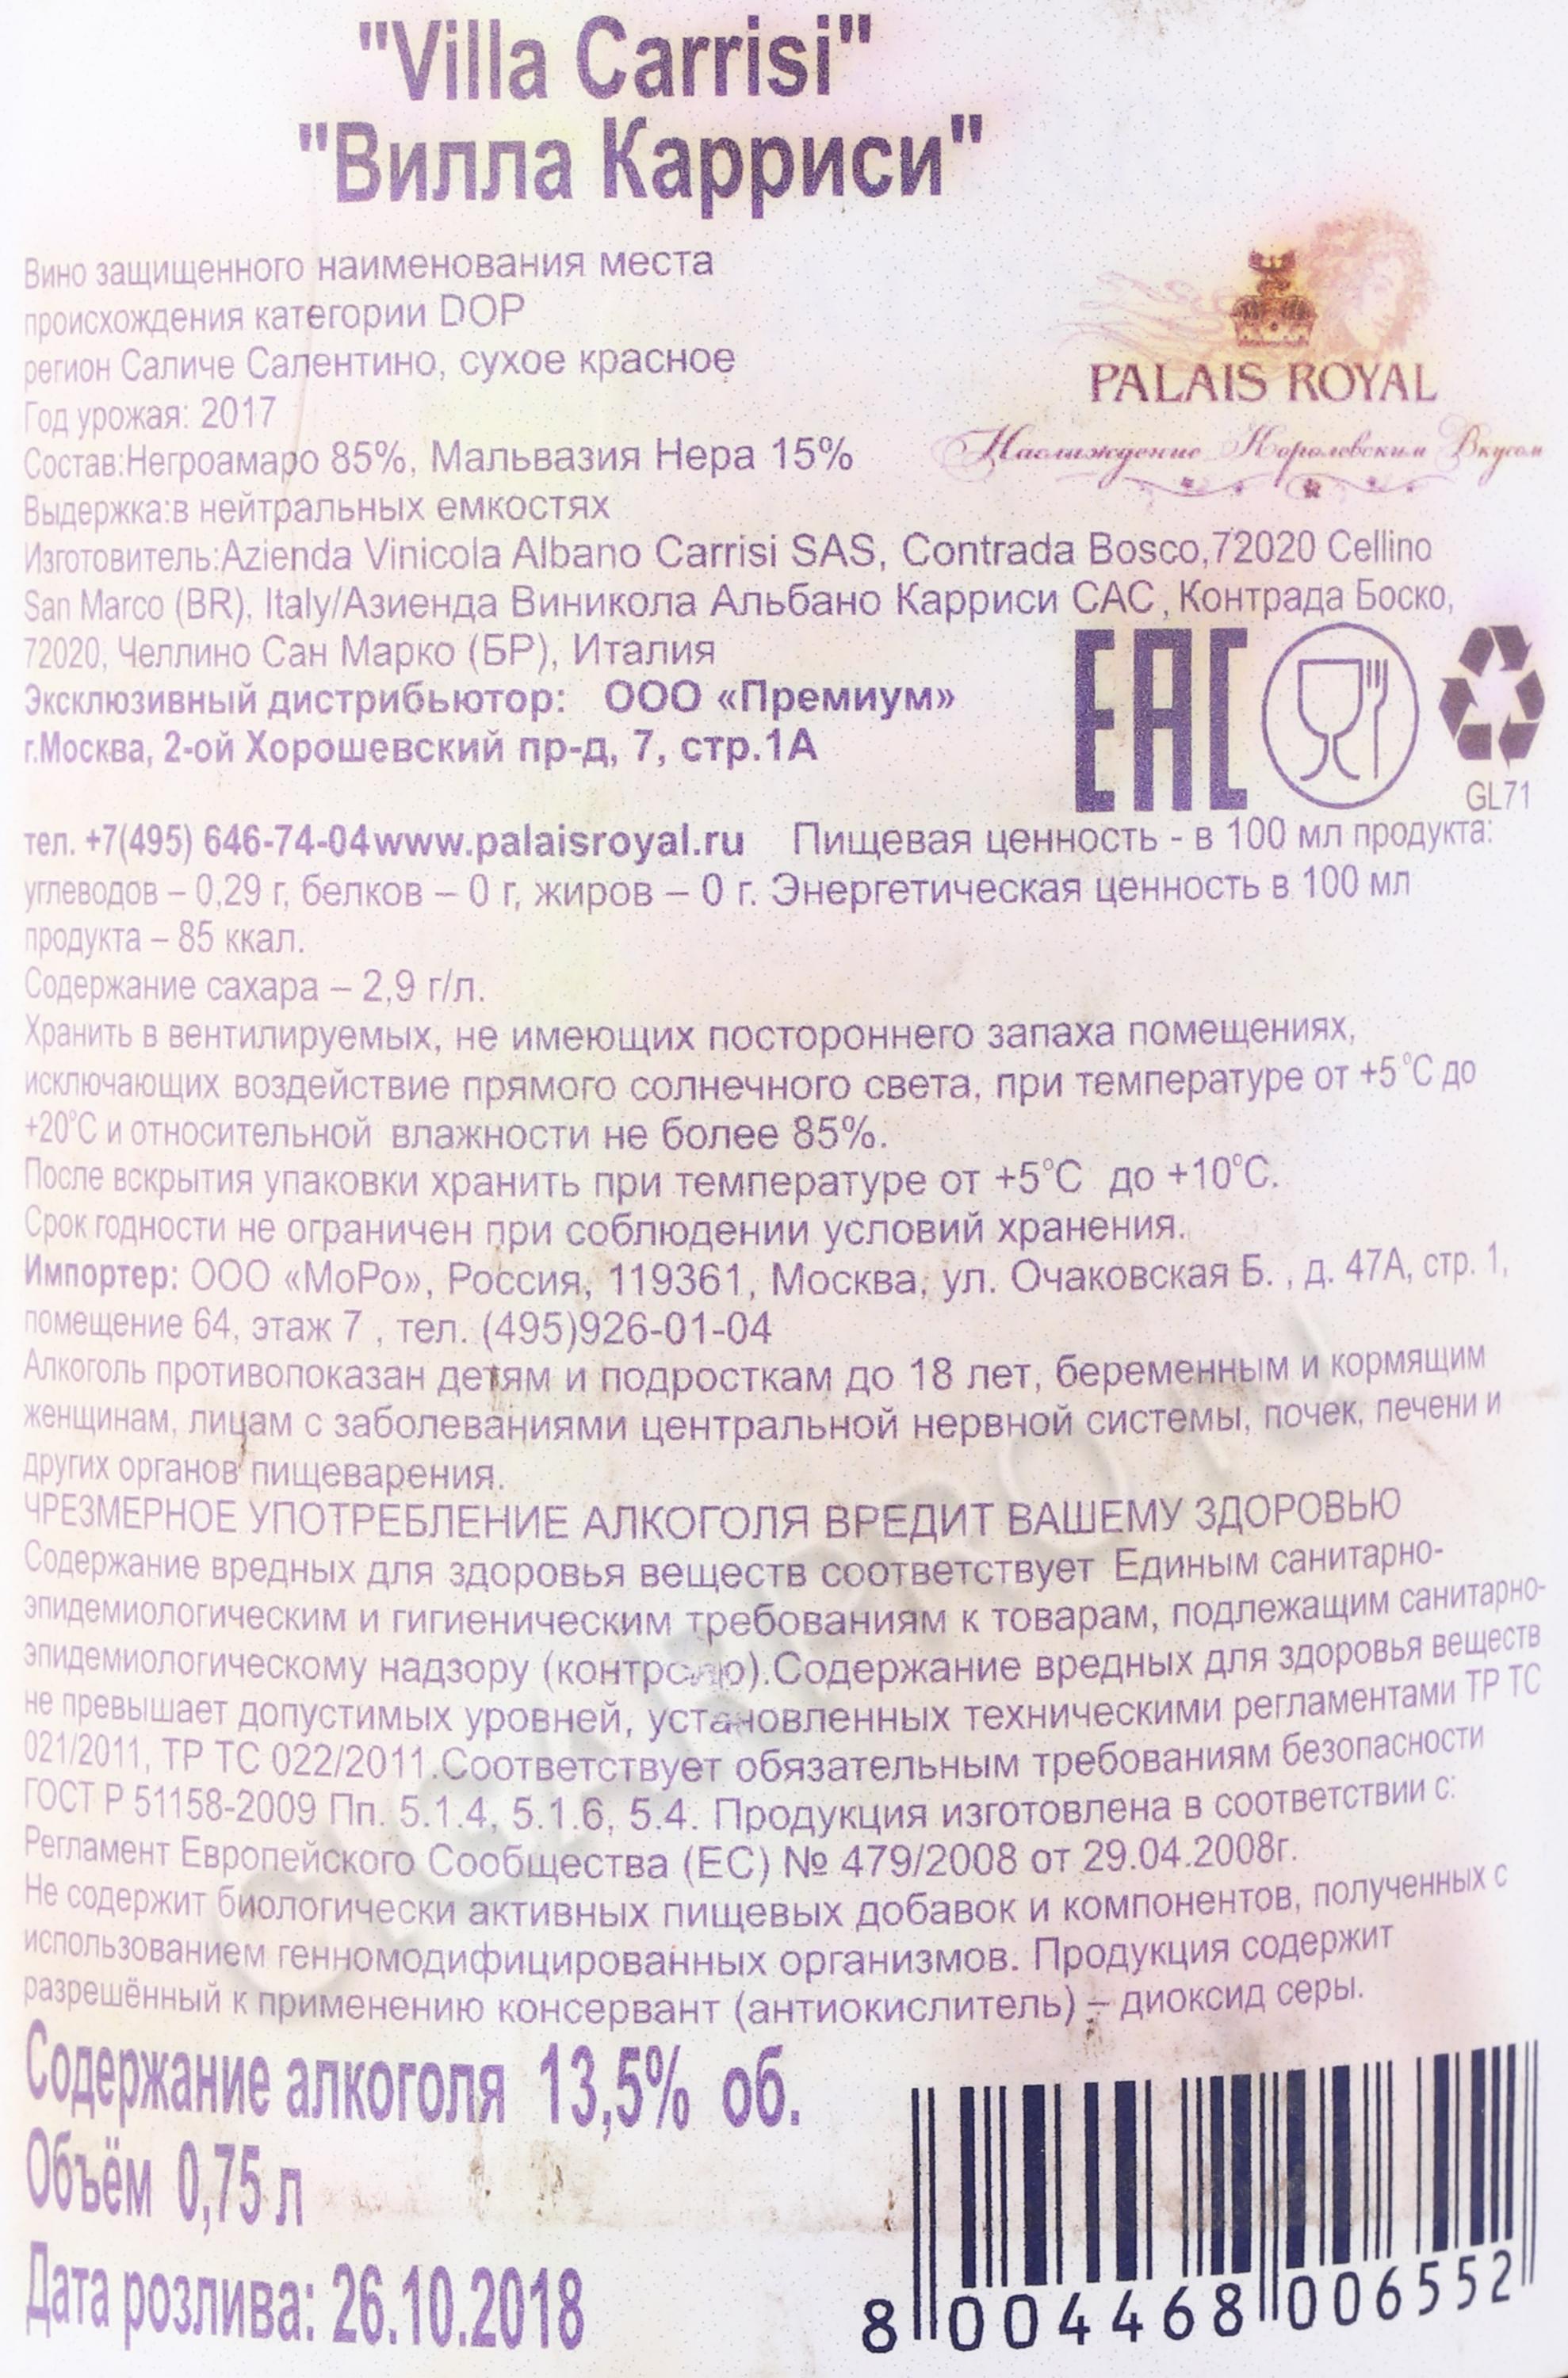 "Villa Carrisi"
"Вилла Карриси"
Вино защищенного наименования места
происхождения категории DOP
регион Саличе Салентино, сухое красное
Год урожая: 2017
Состав:Негроамаро 85%, Мальвазия Нера 15%
Выдержка:в нейтральных емкостях
PALAIS ROYAL
Наслаждение Королевским Вкусом
Изготовитель:Azienda Vinicola Albano Carrisi SAS, Contrada Bosco,72020 Cellino
San Marco (BR), Italy/Азиенда Виникола Альбано Карриси САС, Контрада Боско,
72020, Челлино Сан Марко (БР), Италия
Эксклюзивный дистрибьютор: ООО «Премиум»
г.Москва, 2-ой Хорошевский пр-д, 7, стр.1А
EAC
GL71
тел. +7(495) 646-74-04www.palaisroyal.ru Пищевая ценность - в 100 мл продукта:
углеводов – 0,29 г, белков – 0 г, жиров – 0 г. Энергетическая ценность в 100 мл
продукта – 85 ккал.
Содержание сахара – 2,9 г/л.
Хранить в вентилируемых, не имеющих постороннего запаха помещениях,
исключающих воздействие прямого солнечного света, при температуре от +5°С до
+20°С и относительной влажности не более 85%.
После вскрытия упаковки хранить при температуре от +5°С до +10°С.
Срок годности не ограничен при соблюдении условий хранения.
Импортер: ООО «МоРо», Россия, 119361, Москва, ул. Очаковская Б. , д. 47А, стр. 1,
помещение 64, этаж 7 , тел. (495)926-01-04
Алкоголь противопоказан детям и подросткам до 18 лет, беременным и кормящим
женщинам, лицам с заболеваниями центральной нервной системы, почек, печени и
других органов пищеварения.
ЧРЕЗМЕРНОЕ УПОТРЕБЛЕНИЕ АЛКОГОЛЯ ВРЕДИТ ВАШЕМУ ЗДОРОВЬЮ
Содержание вредных для здоровья веществ соответствует Единым санитарно-
эпидемиологическим и гигиеническим требованиям к товарам, подлежащим санитарно-
эпидемиологическому надзору (контролю).Содержание вредных для здоровья веществ
не превышает допустимых уровней, установленных техническими регламентами ТР ТС
021/2011, ТР ТС 022/2011.Соответствует обязательным требованиям безопасности
ГОСТ Р 51158-2009 Пп. 5.1.4, 5.1.6, 5.4. Продукция изготовлена в соответствии с:
Регламент Европейского Сообщества (ЕС) № 479/2008 от 29.04.2008г.
Не содержит биологически активных пищевых добавок и компонентов, полученных с
использованием генномодифицированных организмов. Продукция содержит
разрешённый к применению консервант (антиокислитель) – диоксид серы.
Содержание алкоголя 13,5% об.
Объём 0,75 л
Дата розлива: 26.10.2018
8 004468 006552